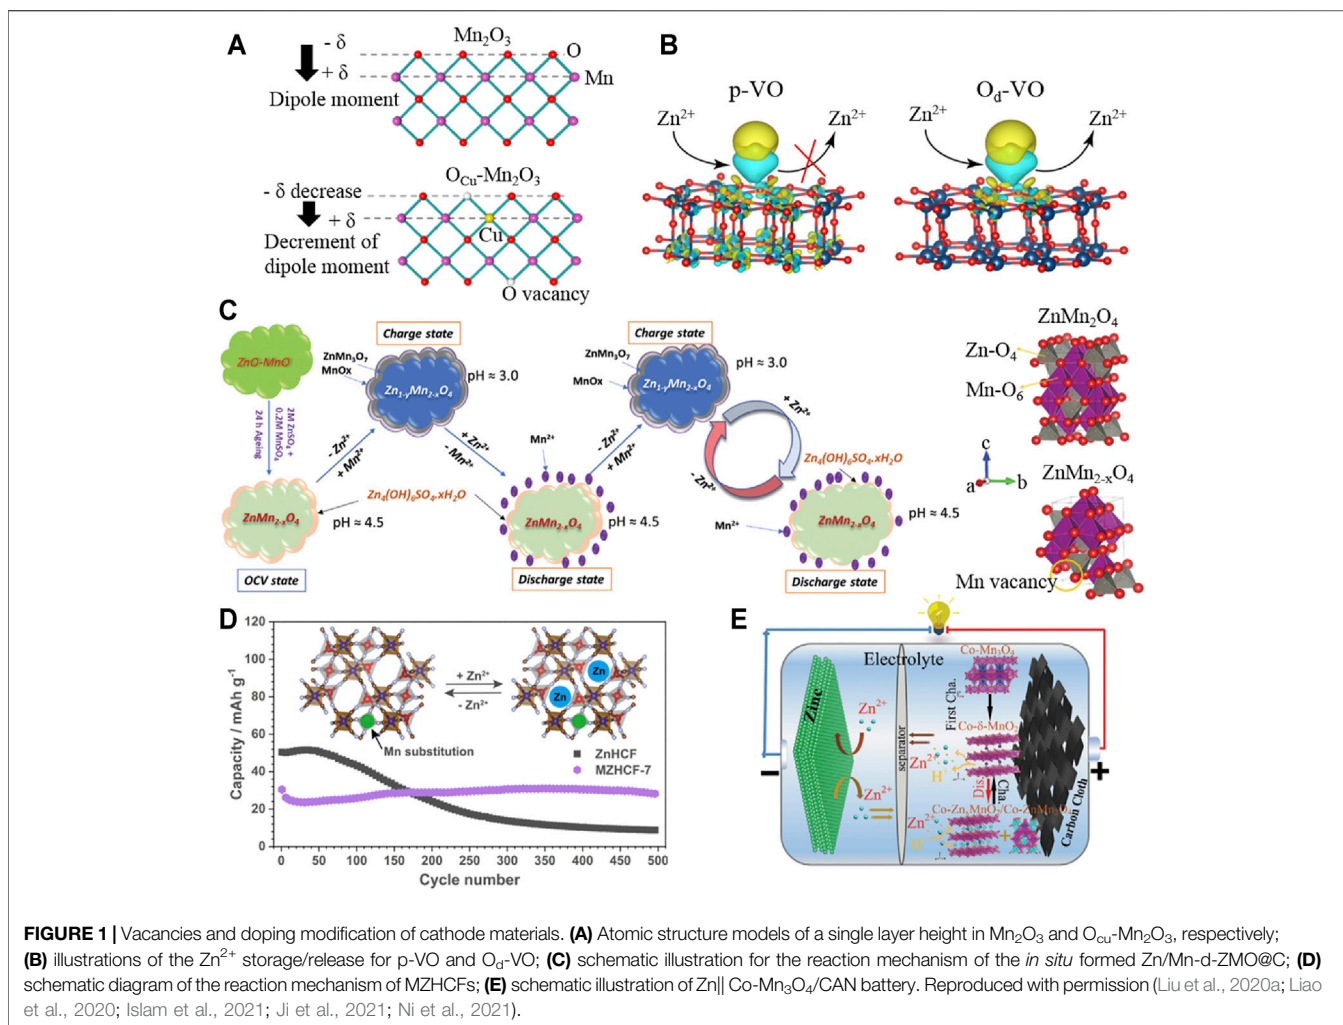 A
- δ
+ δ
Dipole moment
Mn₂O₃
O
Mn
O_Cu-Mn₂O₃
- δ decrease
+ δ
Decrement of
dipole moment
Cu
O vacancy
B
p-VO
Zn²⁺
Zn²⁺
O_d-VO
Zn²⁺
Zn²⁺
C
ZnO-MnO
2M ZnSO₄ +
0.2M MnSO₄
24 h Ageing
ZnMn₂₋ₓO₄
pH ≈ 4.5
OCV state
- Zn²⁺
+ Mn²⁺
Charge state
ZnMn₃O₇
MnOx
Zn₁₋yMn₂₋ₓO₄
pH ≈ 3.0
+ Zn²⁺
- Mn²⁺
Zn₄(OH)₆SO₄.xH₂O
Mn²⁺
ZnMn₂₋ₓO₄
pH ≈ 4.5
Discharge state
- Zn²⁺
+ Mn²⁺
Charge state
ZnMn₃O₇
MnOx
Zn₁₋yMn₂₋ₓO₄
pH ≈ 3.0
+ Zn²⁺
- Zn²⁺
Zn₄(OH)₆SO₄.xH₂O
Mn²⁺
ZnMn₂₋ₓO₄
pH ≈ 4.5
Discharge state
ZnMn₂O₄
Zn-O₄
Mn-O₆
c
a
b
ZnMn₂₋ₓO₄
Mn vacancy
D
Capacity / mAh g⁻¹
120
100
80
60
40
20
0
+ Zn²⁺
- Zn²⁺
Zn
Zn
Mn substitution
ZnHCF
MZHCF-7
0 50 100 150 200 250 300 350 400 450 500
Cycle number
E
Electrolyte
Zinc
separator
Zn²⁺
Zn²⁺
Co-Mn₃O₄
First Cha.
Co-δ-MnO₂
Zn²⁺
H⁺
Dis.
Cha.
Co-ZnₓMnO₂/Co-ZnMn₂O₄
Zn²⁺
H⁺
+
Carbon Cloth
−
+
FIGURE 1 | Vacancies and doping modification of cathode materials. (A) Atomic structure models of a single layer height in Mn₂O₃ and O_cu-Mn₂O₃, respectively;
(B) illustrations of the Zn²⁺ storage/release for p-VO and O_d-VO; (C) schematic illustration for the reaction mechanism of the in situ formed Zn/Mn-d-ZMO@C; (D)
schematic diagram of the reaction mechanism of MZHCFs; (E) schematic illustration of Zn|| Co-Mn₃O₄/CAN battery. Reproduced with permission (Liu et al., 2020a; Liao
et al., 2020; Islam et al., 2021; Ji et al., 2021; Ni et al., 2021).